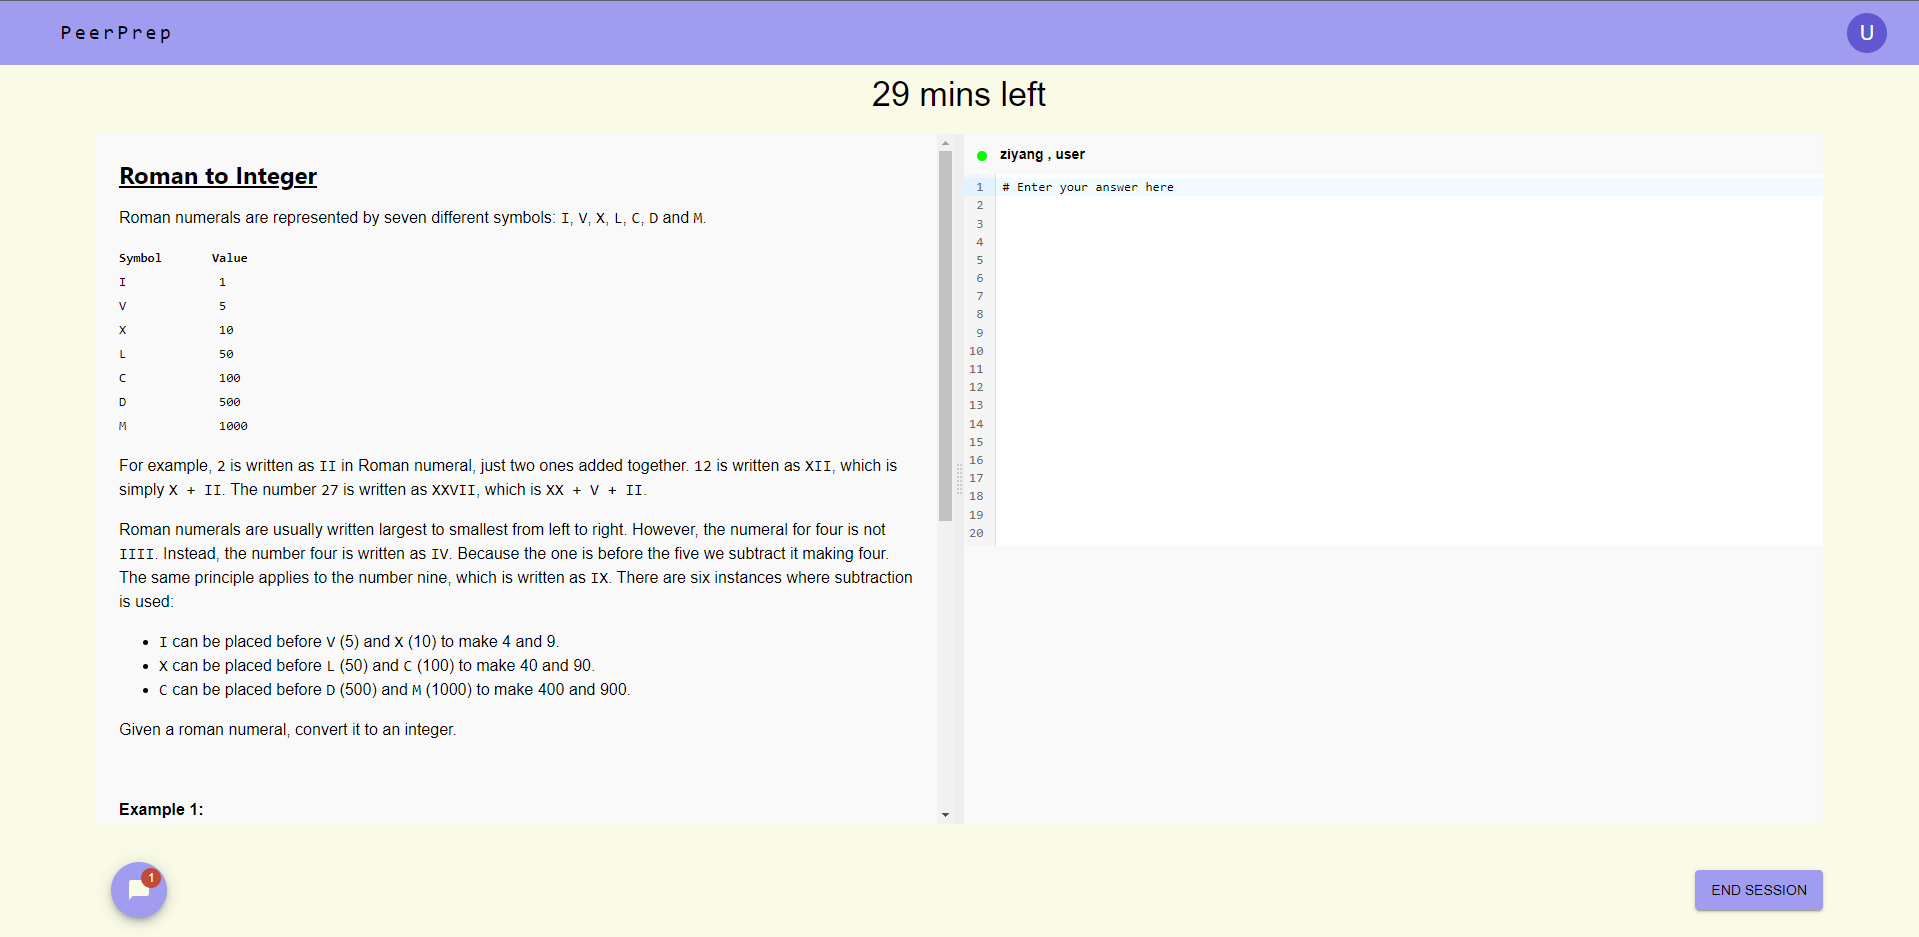 PeerPrep
U
29 mins left
Roman to Integer
Roman numerals are represented by seven different symbols: I, V, X, L, C, D and M.
Symbol Value
I 1
V 5
X 10
L 50
C 100
D 500
M 1000
For example, 2 is written as II in Roman numeral, just two ones added together. 12 is written as XII, which is
simply X + II. The number 27 is written as XXVII, which is XX + V + II.
Roman numerals are usually written largest to smallest from left to right. However, the numeral for four is not
IIII. Instead, the number four is written as IV. Because the one is before the five we subtract it making four.
The same principle applies to the number nine, which is written as IX. There are six instances where subtraction
is used:
• I can be placed before V (5) and X (10) to make 4 and 9.
• X can be placed before L (50) and C (100) to make 40 and 90.
• C can be placed before D (500) and M (1000) to make 400 and 900.
Given a roman numeral, convert it to an integer.
Example 1:
ziyang , user
1 # Enter your answer here
2
3
4
5
6
7
8
9
10
11
12
13
14
15
16
17
18
19
20
1
END SESSION